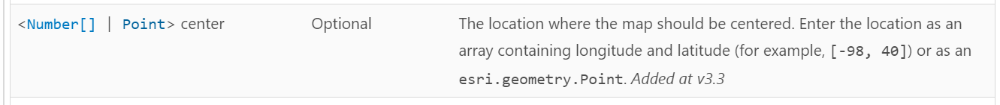 <Number[] | Point> center Optional The location where the map should be centered. Enter the location as an
array containing longitude and latitude (for example, [-98, 40]) or as an
esri.geometry.Point. Added at v3.3